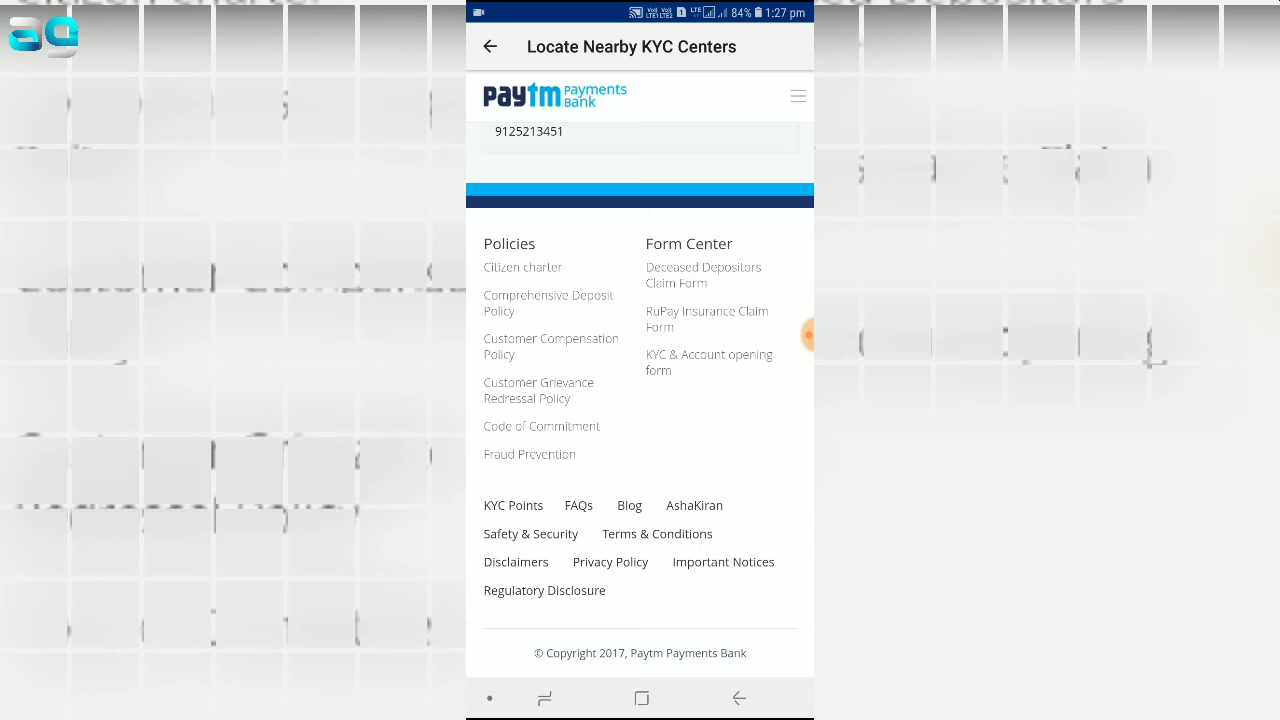 ag
LTE 84% 1:27 pm
Locate Nearby KYC Centers
paytm Payments Bank
9125213451
Policies
Form Center
Citizen charter
Deceased Depositors
Claim Form
Comprehensive Deposit
Policy
RuPay Insurance Claim
Form
Customer Compensation
Policy
KYC & Account opening
form
Customer Grievance
Redressal Policy
Code of Commitment
Fraud Prevention
KYC Points FAQs Blog AshaKiran
Safety & Security Terms & Conditions
Disclaimers Privacy Policy Important Notices
Regulatory Disclosure
© Copyright 2017, Paytm Payments Bank